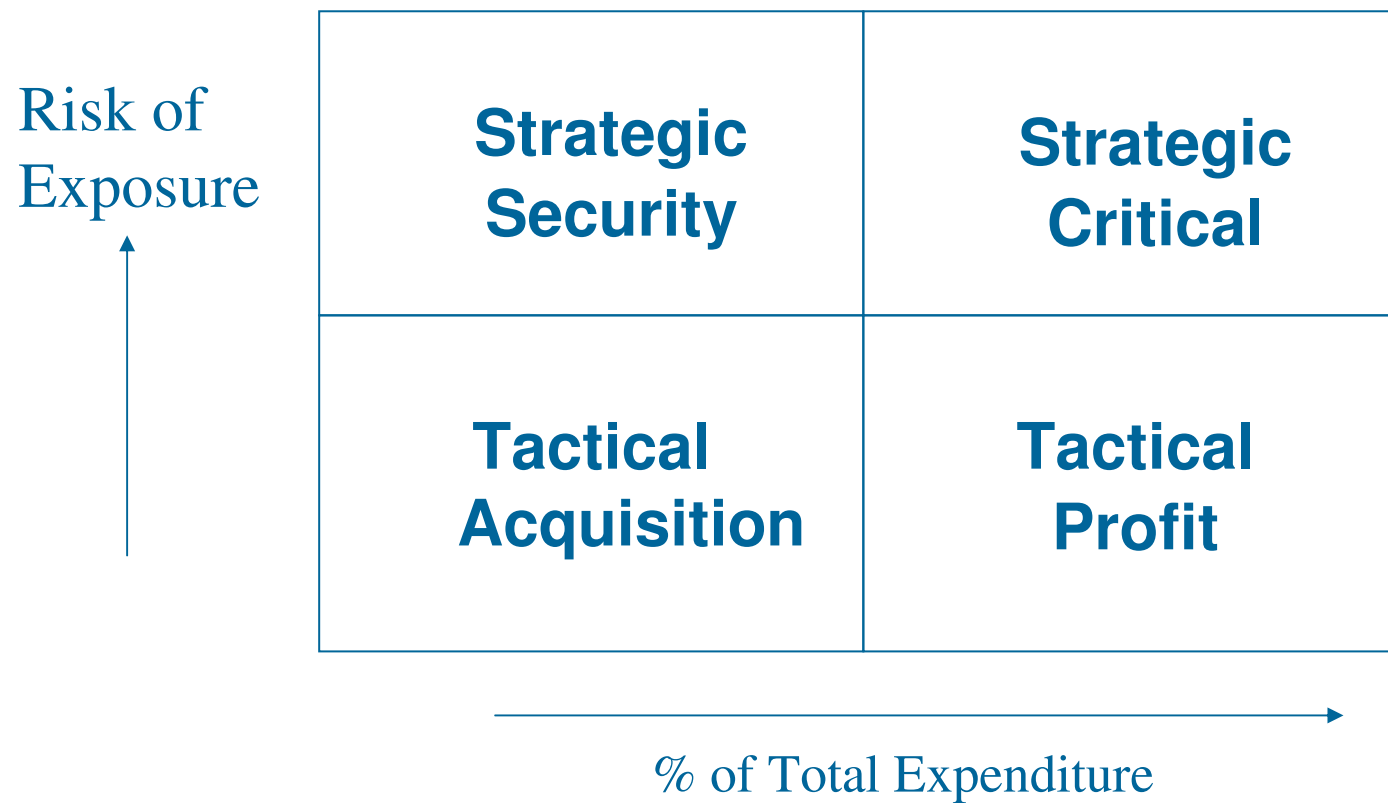 Risk of
Exposure
Strategic
Security
Strategic
Critical
Tactical
Acquisition
Tactical
Profit
% of Total Expenditure